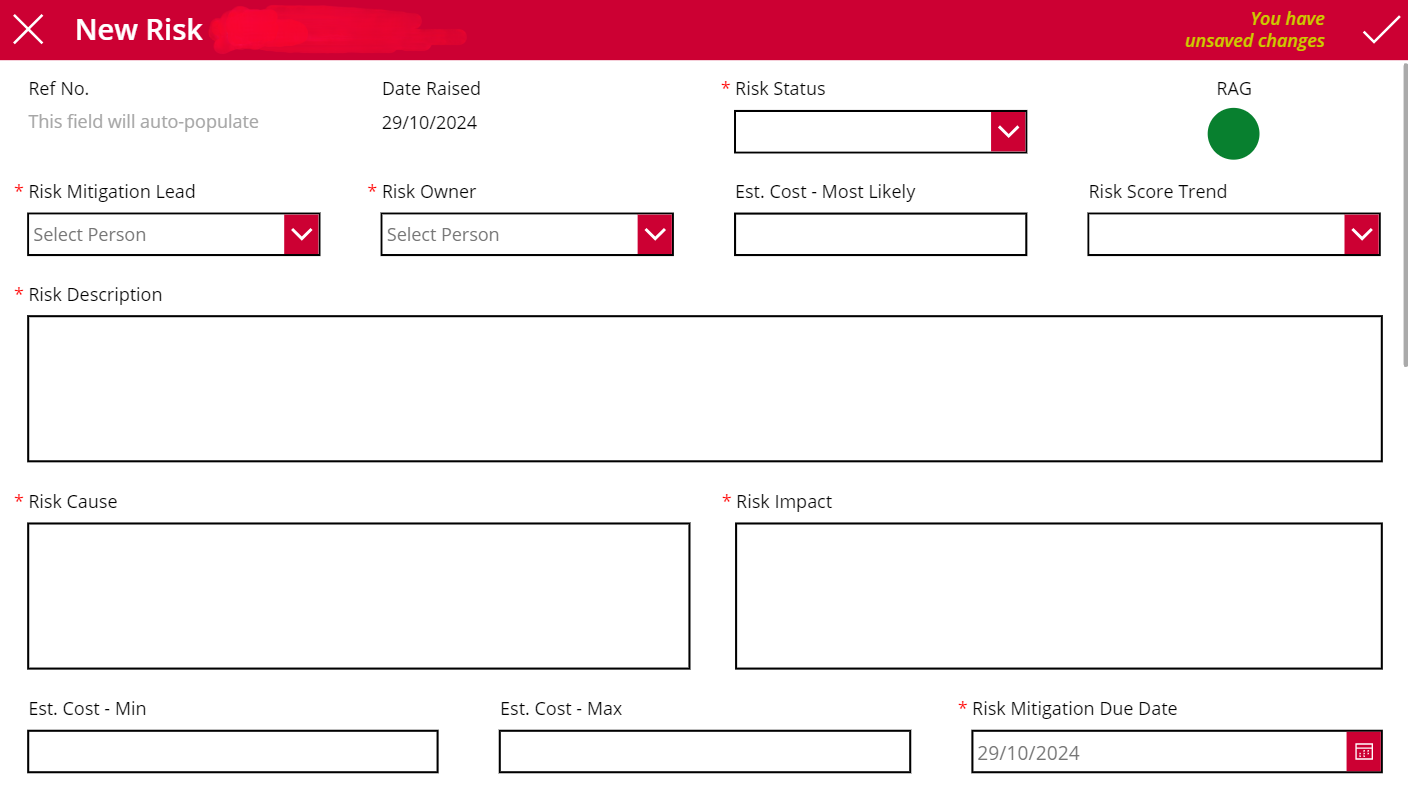 New Risk
You have
unsaved changes
Ref No.
This field will auto-populate
Date Raised
29/10/2024
* Risk Status
RAG
* Risk Mitigation Lead
Select Person
* Risk Owner
Select Person
Est. Cost - Most Likely
Risk Score Trend
* Risk Description
* Risk Cause
* Risk Impact
Est. Cost - Min
Est. Cost - Max
* Risk Mitigation Due Date
29/10/2024